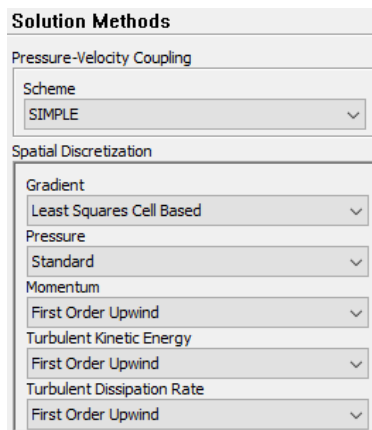 Solution Methods
Pressure-Velocity Coupling
Scheme
SIMPLE
Spatial Discretization
Gradient
Least Squares Cell Based
Pressure
Standard
Momentum
First Order Upwind
Turbulent Kinetic Energy
First Order Upwind
Turbulent Dissipation Rate
First Order Upwind